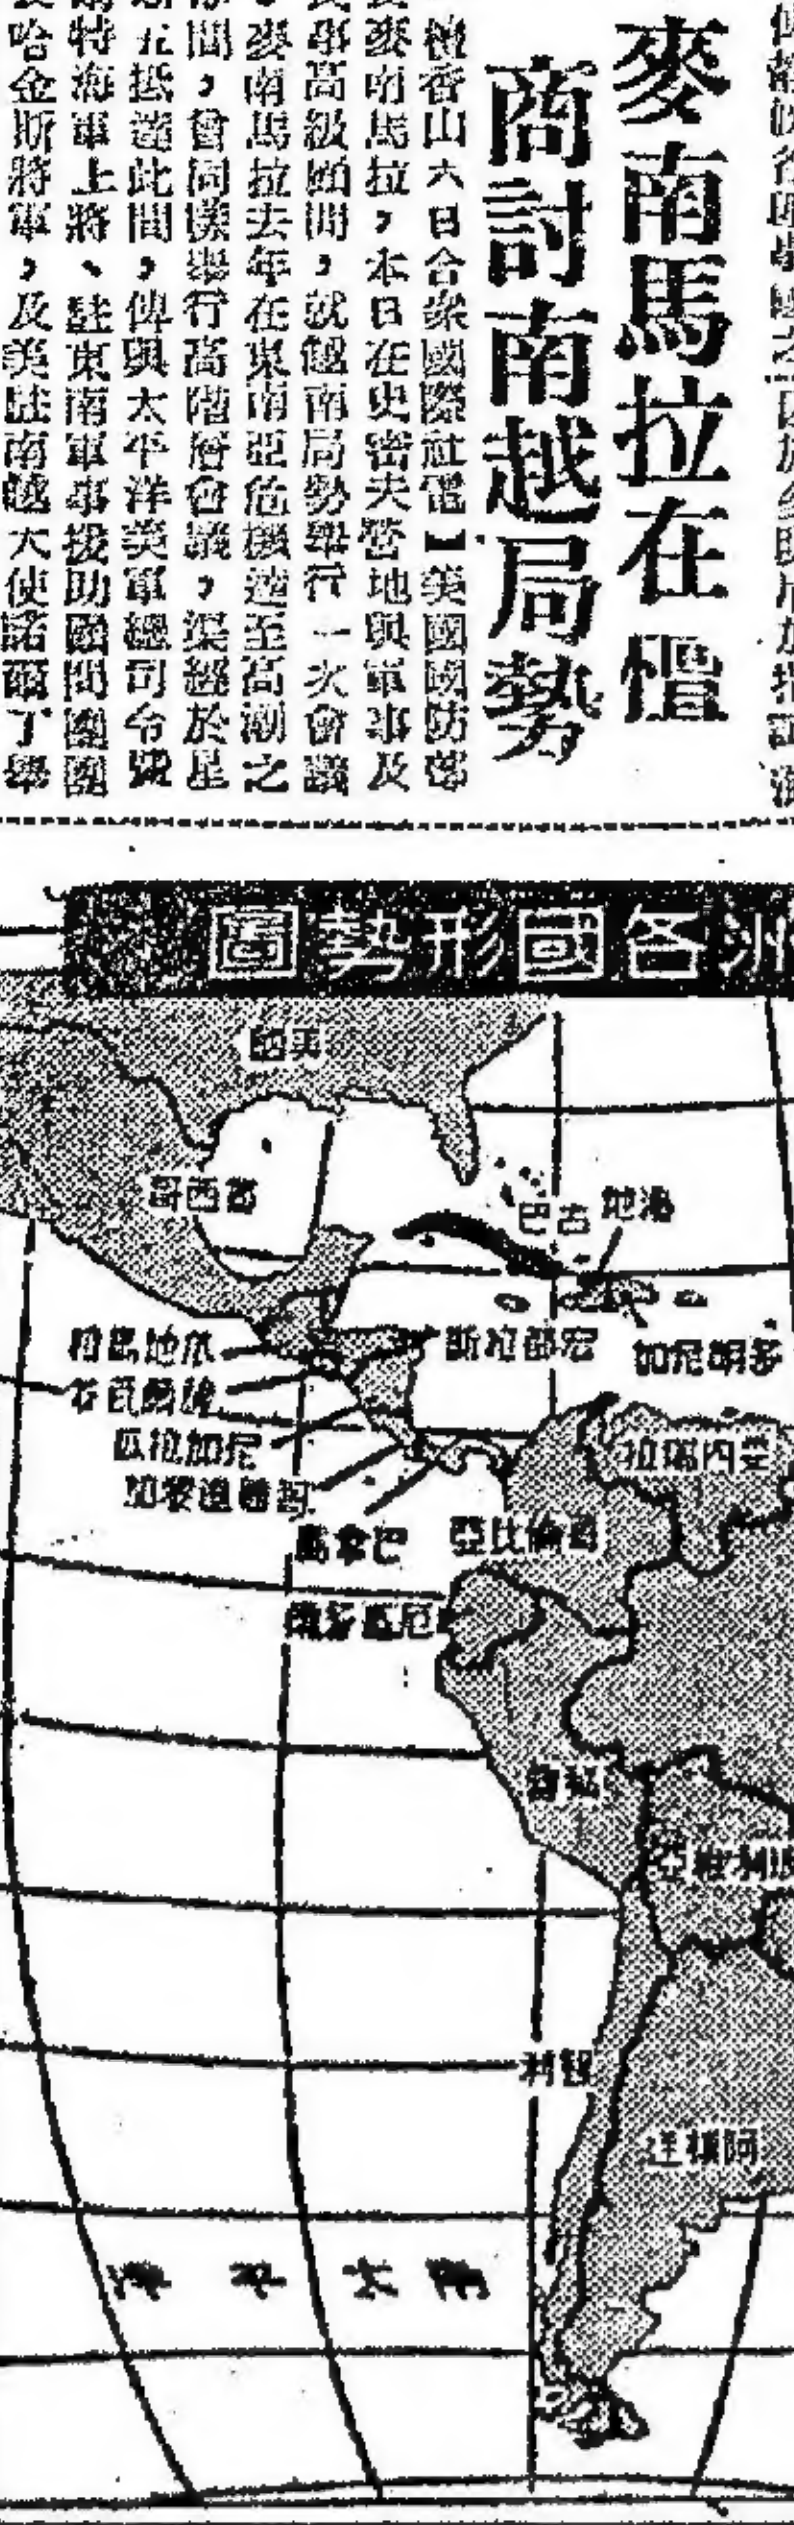 麥南馬拉在檀
商討南越局勢
檀香山六日合衆國際社電】美國國防部
麥南馬拉,本日在史密夫營地與軍事及
事高級顧問,就越南局勢舉行一次會議
麥南馬拉去年在東南亞危機達至高潮之
間,曾同樣舉行高階層會議,渠經於星
五抵達此間,俾與太平洋美軍總司令
特海軍上將、駐東南軍事援助顧問團團
哈金斯將軍,及美駐南越大使諾爾丁舉
洲各國形勢圖
美國
墨西哥
古巴
海地
多明尼加
宏都拉斯
瓜地馬拉
薩爾瓦多
尼加拉瓜
哥斯達黎加
巴拿馬
哥倫比亞
委內瑞拉
厄瓜多爾
秘魯
玻利維亞
智利
阿根廷
南太平洋